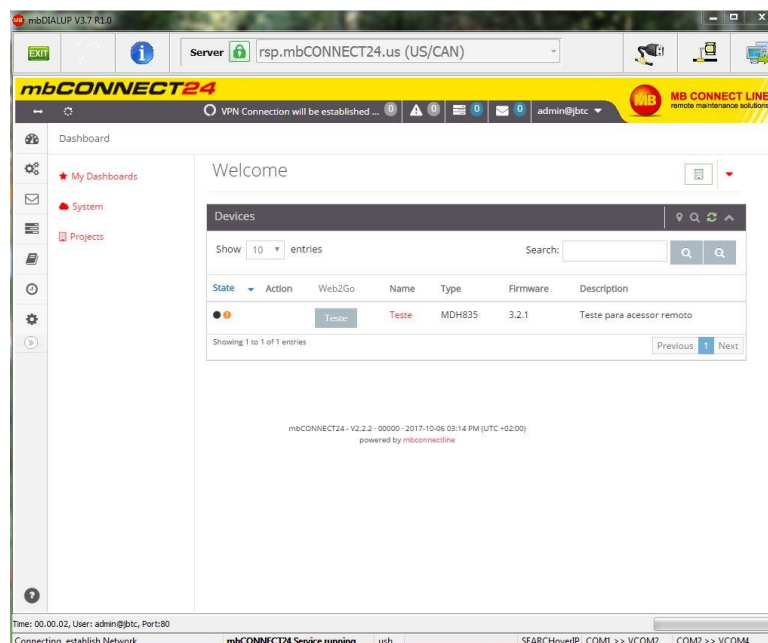 mbDIALUP V3.7 R1.0
EXIT
Server rsp.mbCONNECT24.us (US/CAN)
mbCONNECT24
MB
MB CONNECT LINE
remote maintenance solutions
VPN Connection will be established ... 0 0 0 0 admin@jbtc
Dashboard
My Dashboards
System
Projects
Welcome
Devices
Show 10 entries
Search:
State Action Web2Go Name Type Firmware Description
Teste Teste MDH835 3.2.1 Teste para acessor remoto
Showing 1 to 1 of 1 entries
Previous 1 Next
mbCONNECT24 - V2.2.2 - 00000 - 2017-10-06 03:14 PM (UTC +02:00)
powered by mbconnectline
Time: 00.00.02, User: admin@jbtc, Port:80
Connecting, establish Network mbCONNECT24 Service running usb SEARCHoverIP COM1 >> VCOM2 COM2 >> VCOM4